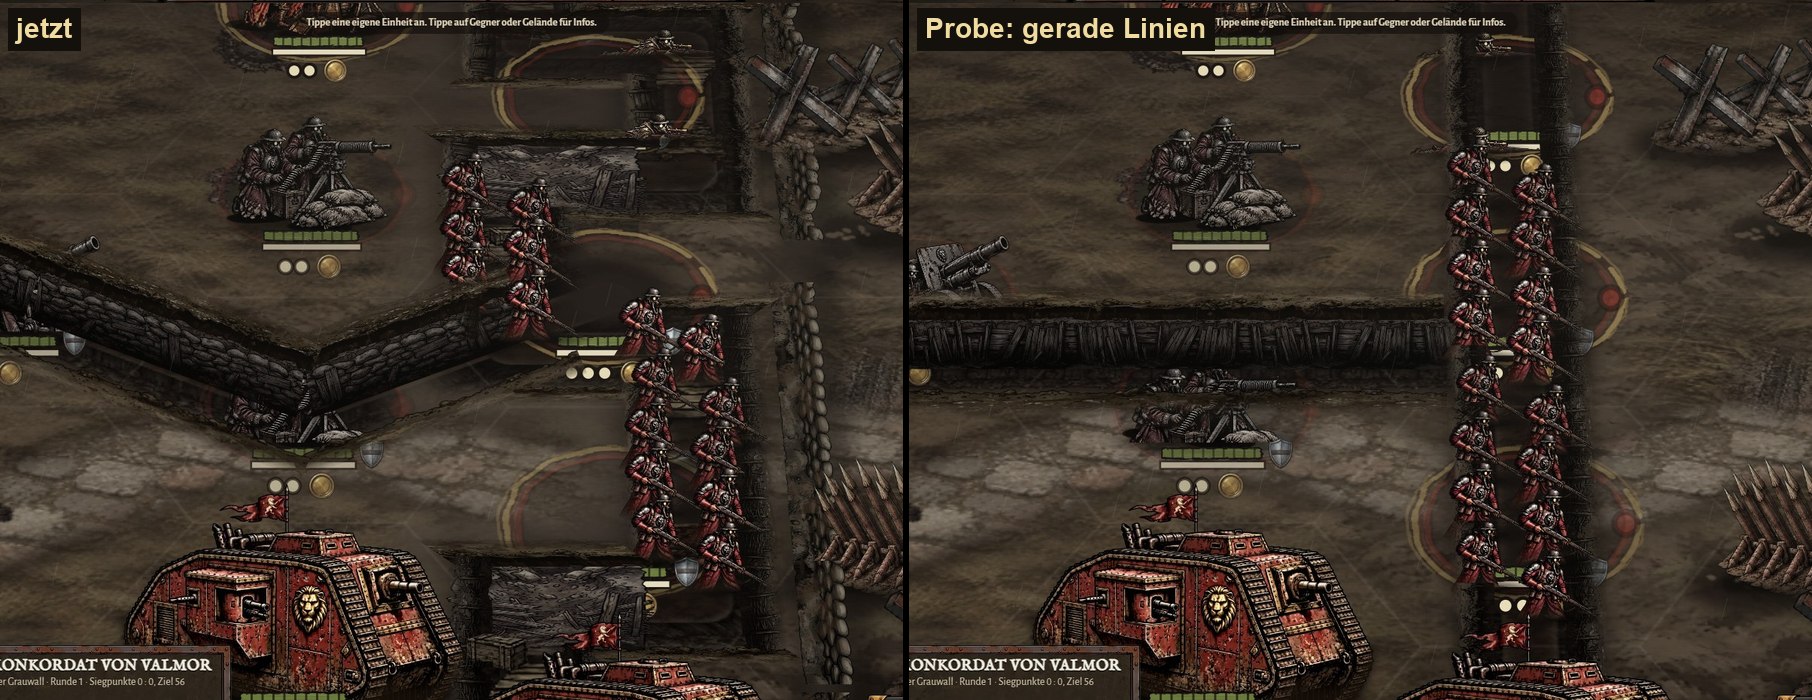 jetzt
Tippe eine eigene Einheit an. Tippe auf Gegner oder Gelände für Infos.
KONKORDAT VON VALMOR
er Grauwall · Runde 1 · Siegpunkte 0 : 0, Ziel 56
Probe: gerade Linien
Tippe eine eigene Einheit an. Tippe auf Gegner oder Gelände für Infos.
KONKORDAT VON VALMOR
er Grauwall · Runde 1 · Siegpunkte 0 : 0, Ziel 56